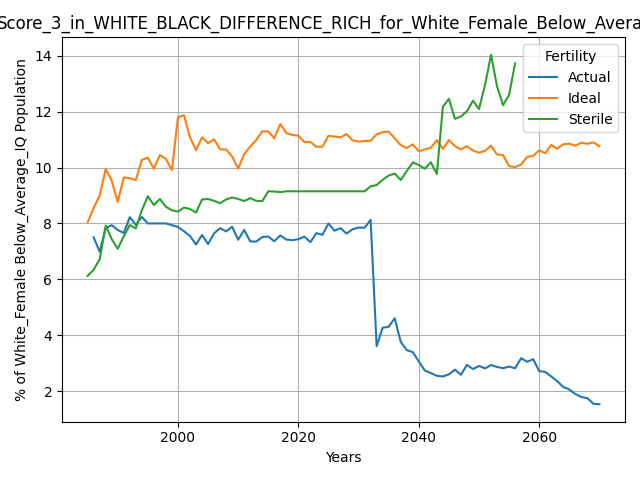 Score_3_in_WHITE_BLACK_DIFFERENCE_RICH_for_White_Female_Below_Avera
Fertility
Actual
Ideal
Sterile
% of White_Female Below_Average_IQ Population
14
12
10
8
6
4
2
2000 2020 2040 2060
Years